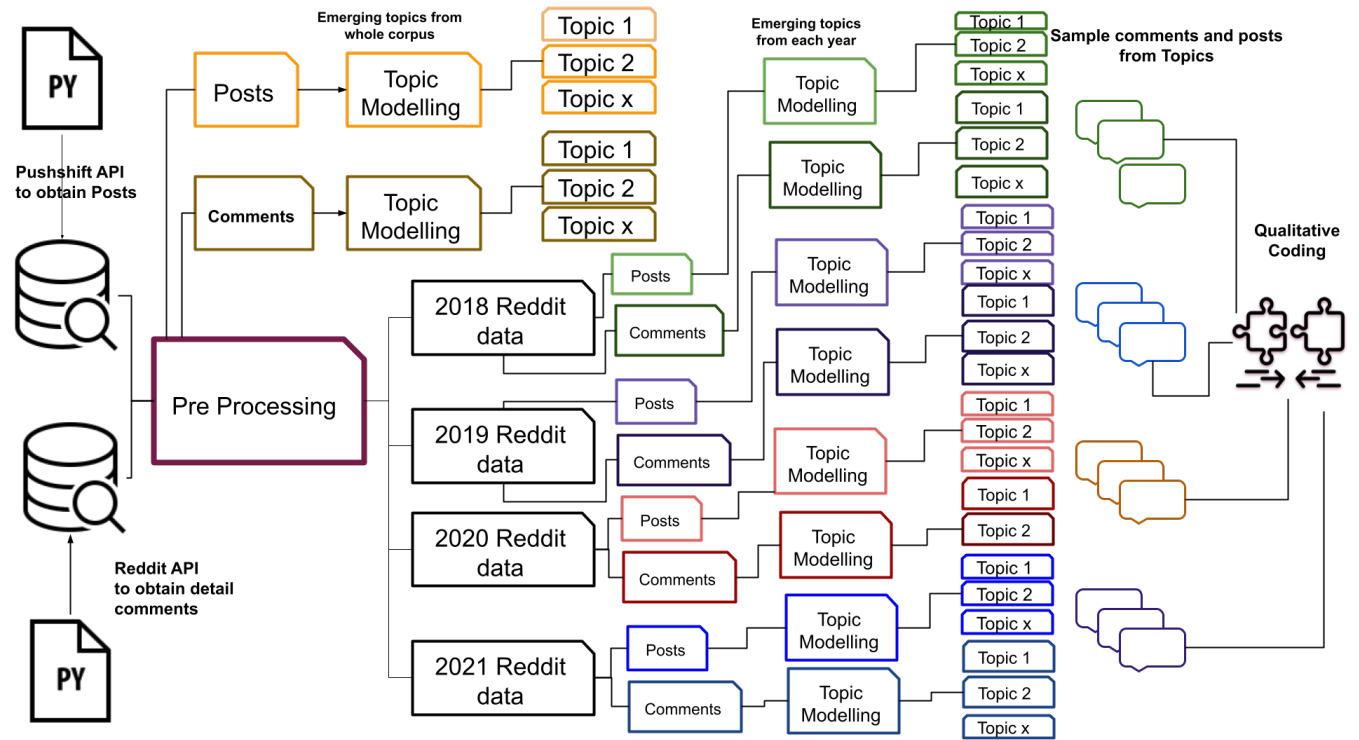 PY
Pushshift API
to obtain Posts
Reddit API
to obtain detail
comments
PY
Pre Processing
Emerging topics from
whole corpus
Posts
Topic
Modelling
Topic 1
Topic 2
Topic x
Comments
Topic
Modelling
Topic 1
Topic 2
Topic x
2018 Reddit
data
Posts
Comments
2019 Reddit
data
Posts
Comments
2020 Reddit
data
Posts
Comments
2021 Reddit
data
Posts
Comments
Emerging topics
from each year
Topic
Modelling
Topic
Modelling
Topic
Modelling
Topic
Modelling
Topic
Modelling
Topic
Modelling
Topic
Modelling
Topic
Modelling
Topic 1
Topic 2
Topic x
Topic 1
Topic 2
Topic x
Topic 1
Topic 2
Topic x
Topic 1
Topic 2
Topic x
Topic 1
Topic 2
Topic x
Topic 1
Topic 2
Topic 1
Topic 2
Topic x
Topic 1
Topic 2
Topic x
Sample comments and posts
from Topics
Qualitative
Coding